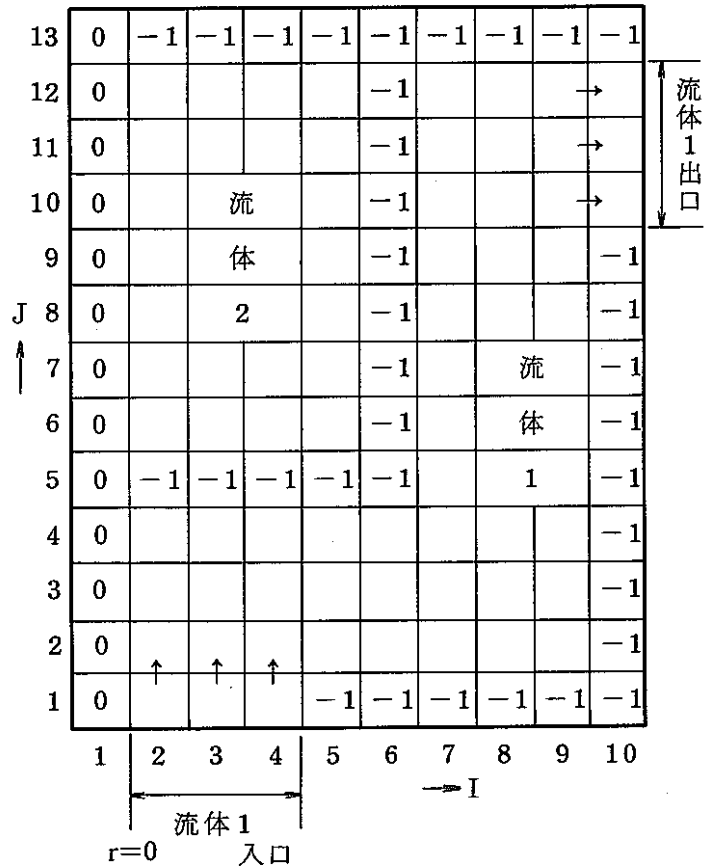 13 0 -1 -1 -1 -1 -1 -1 -1 -1 -1
12 0 -1 →
11 0 -1 →
10 0 流 -1 →
9 0 体 -1 -1
J 8 0 2 -1 -1
7 0 -1 流 -1
6 0 -1 体 -1
5 0 -1 -1 -1 -1 -1 1 -1
4 0 -1
3 0 -1
2 0 ↑ ↑ ↑ -1
1 0 -1 -1 -1 -1 -1 -1
1 2 3 4 5 6 7 8 9 10
→ I
流体1
r=0 入口
流体1出口